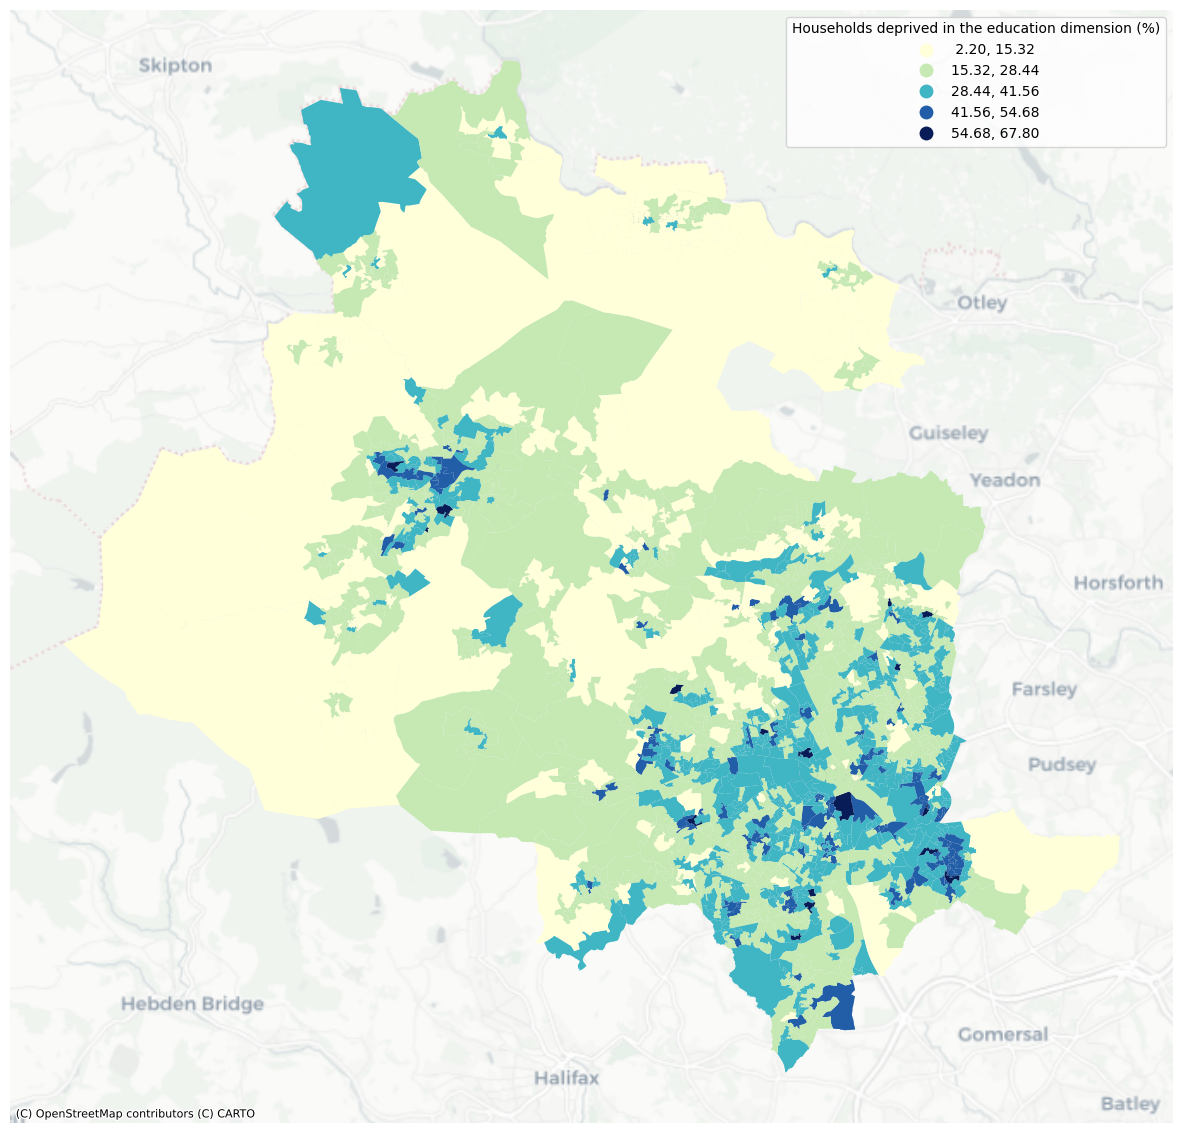 Households deprived in the education dimension (%)
2.20, 15.32
15.32, 28.44
28.44, 41.56
41.56, 54.68
54.68, 67.80
Skipton
Otley
Guiseley
Yeadon
Horsforth
Farsley
Pudsey
Hebden Bridge
Gomersal
Halifax
Batley
(C) OpenStreetMap contributors (C) CARTO